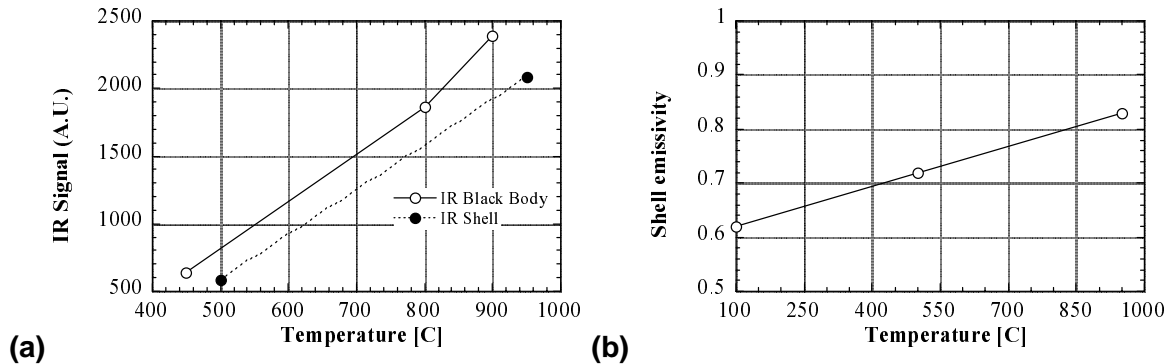 2500
2000
1500
1000
500
IR Signal (A.U.)
IR Black Body
IR Shell
400 500 600 700 800 900 1000
Temperature [C]
(a)
1
0.9
0.8
0.7
0.6
0.5
Shell emissivity
100 250 400 550 700 850 1000
Temperature [C]
(b)